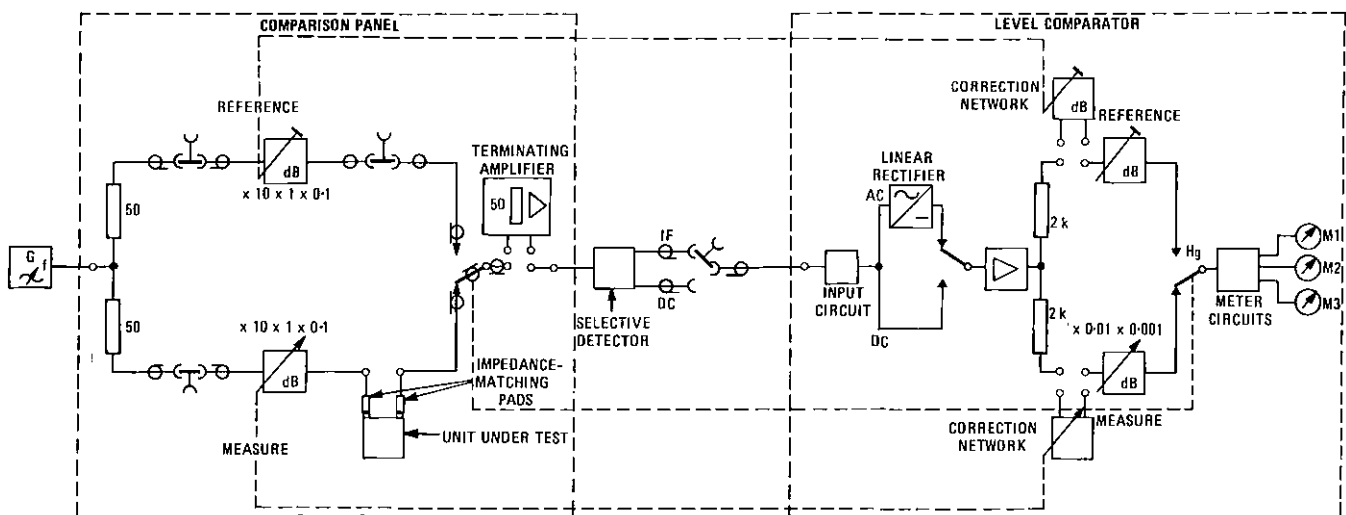 COMPARISON PANEL
LEVEL COMPARATOR
REFERENCE
dB
x 10 x 1 x 0·1
50
50
G
f
x 10 x 1 x 0·1
dB
MEASURE
TERMINATING
AMPLIFIER
50
IMPEDANCE-
MATCHING
PADS
UNIT UNDER TEST
SELECTIVE
DETECTOR
IF
DC
INPUT
CIRCUIT
LINEAR
RECTIFIER
AC
DC
CORRECTION
NETWORK
dB
REFERENCE
dB
2 k
2 k
x 0·01 x 0·001
dB
MEASURE
CORRECTION
NETWORK
Hg
METER
CIRCUITS
M1
M2
M3